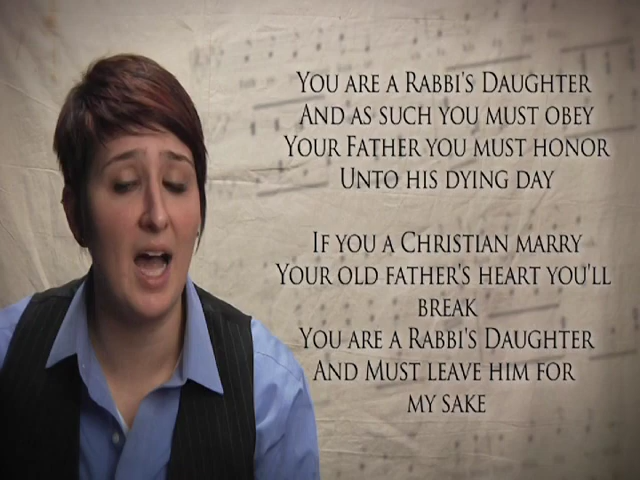 You are a Rabbi's Daughter
And as such you must obey
Your Father you must honor
Unto his dying day
If you a Christian marry
Your old father's heart you'll
break
You are a Rabbi's Daughter
And Must leave him for
my sake